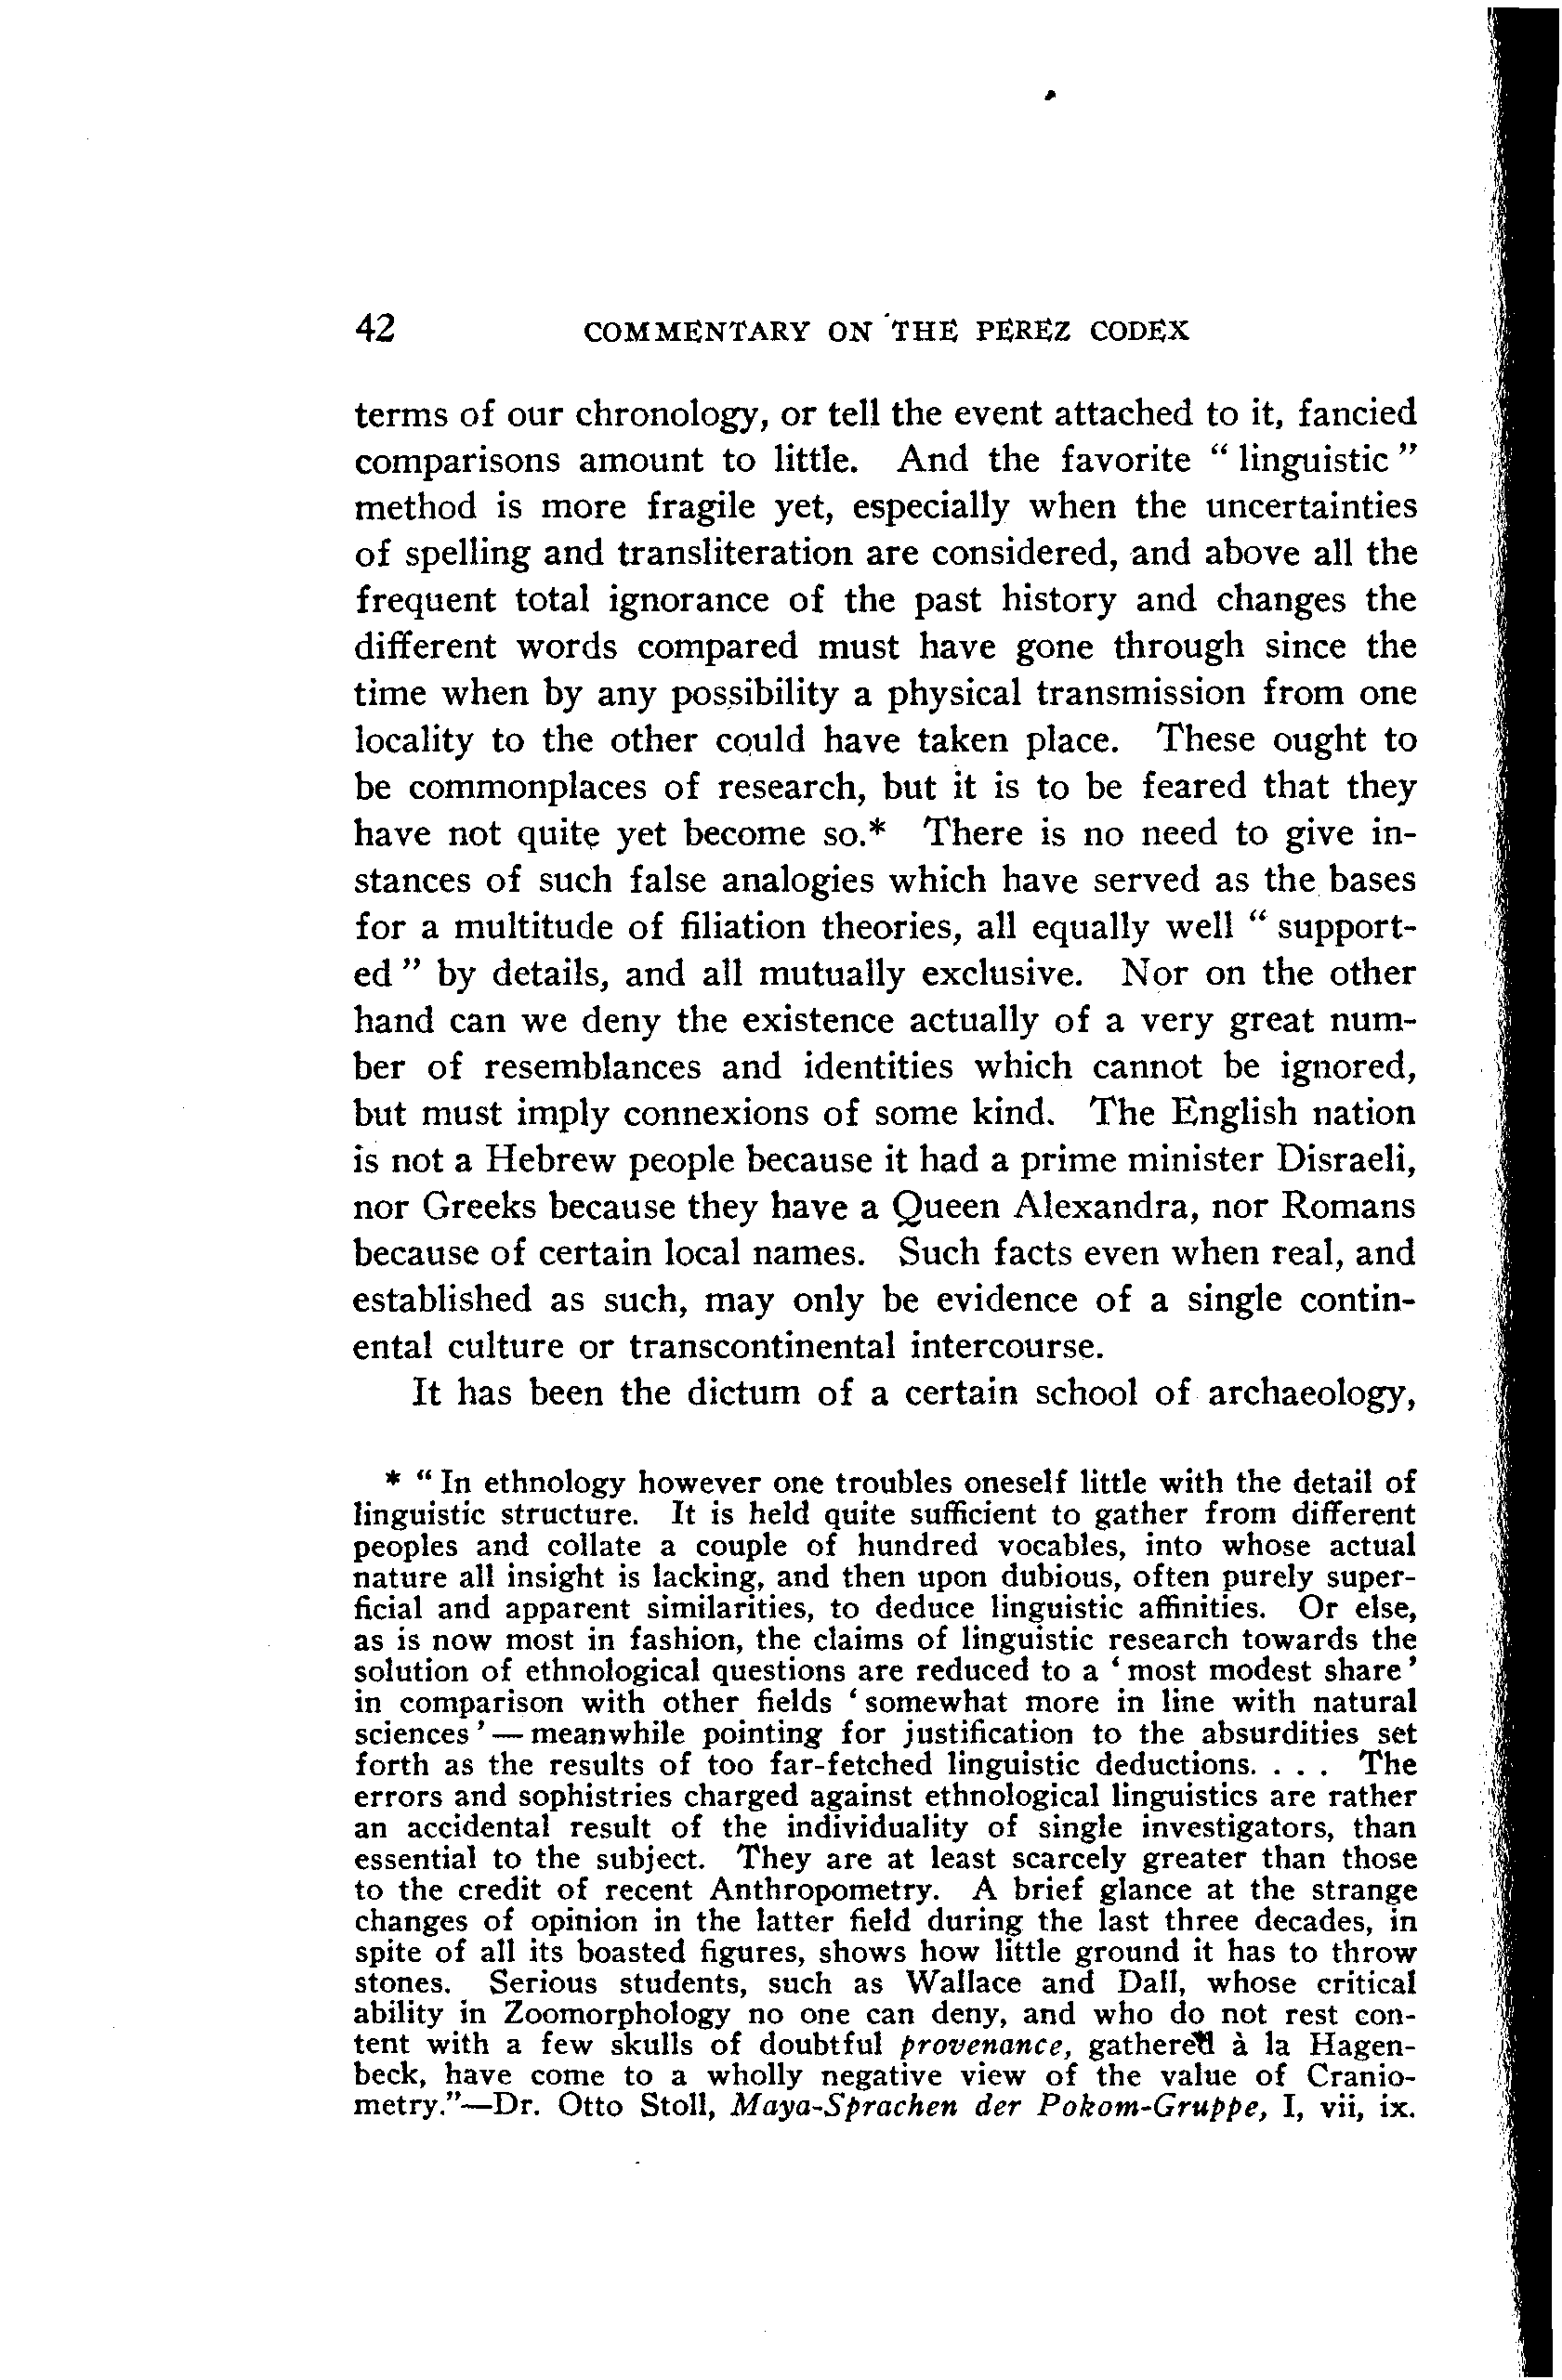 42 COMMENTARY ON THE PEREZ CODEX
terms of our chronology, or tell the event attached to it, fancied
comparisons amount to little. And the favorite “ linguistic ”
method is more fragile yet, especially when the uncertainties
of spelling and transliteration are considered, and above all the
frequent total ignorance of the past history and changes the
different words compared must have gone through since the
time when by any possibility a physical transmission from one
locality to the other could have taken place. These ought to
be commonplaces of research, but it is to be feared that they
have not quite yet become so.* There is no need to give in-
stances of such false analogies which have served as the bases
for a multitude of filiation theories, all equally well “ support-
ed ” by details, and all mutually exclusive. Nor on the other
hand can we deny the existence actually of a very great num-
ber of resemblances and identities which cannot be ignored,
but must imply connexions of some kind. The English nation
is not a Hebrew people because it had a prime minister Disraeli,
nor Greeks because they have a Queen Alexandra, nor Romans
because of certain local names. Such facts even when real, and
established as such, may only be evidence of a single contin-
ental culture or transcontinental intercourse.
It has been the dictum of a certain school of archaeology,
* “ In ethnology however one troubles oneself little with the detail of
linguistic structure. It is held quite sufficient to gather from different
peoples and collate a couple of hundred vocables, into whose actual
nature all insight is lacking, and then upon dubious, often purely super-
ficial and apparent similarities, to deduce linguistic affinities. Or else,
as is now most in fashion, the claims of linguistic research towards the
solution of ethnological questions are reduced to a ‘ most modest share ’
in comparison with other fields ‘ somewhat more in line with natural
sciences ’ — meanwhile pointing for justification to the absurdities set
forth as the results of too far-fetched linguistic deductions. . . . The
errors and sophistries charged against ethnological linguistics are rather
an accidental result of the individuality of single investigators, than
essential to the subject. They are at least scarcely greater than those
to the credit of recent Anthropometry. A brief glance at the strange
changes of opinion in the latter field during the last three decades, in
spite of all its boasted figures, shows how little ground it has to throw
stones. Serious students, such as Wallace and Dall, whose critical
ability in Zoomorphology no one can deny, and who do not rest con-
tent with a few skulls of doubtful provenance, gathered à la Hagen-
beck, have come to a wholly negative view of the value of Cranio-
metry.”—Dr. Otto Stoll, Maya-Sprachen der Pokom-Gruppe, I, vii, ix.